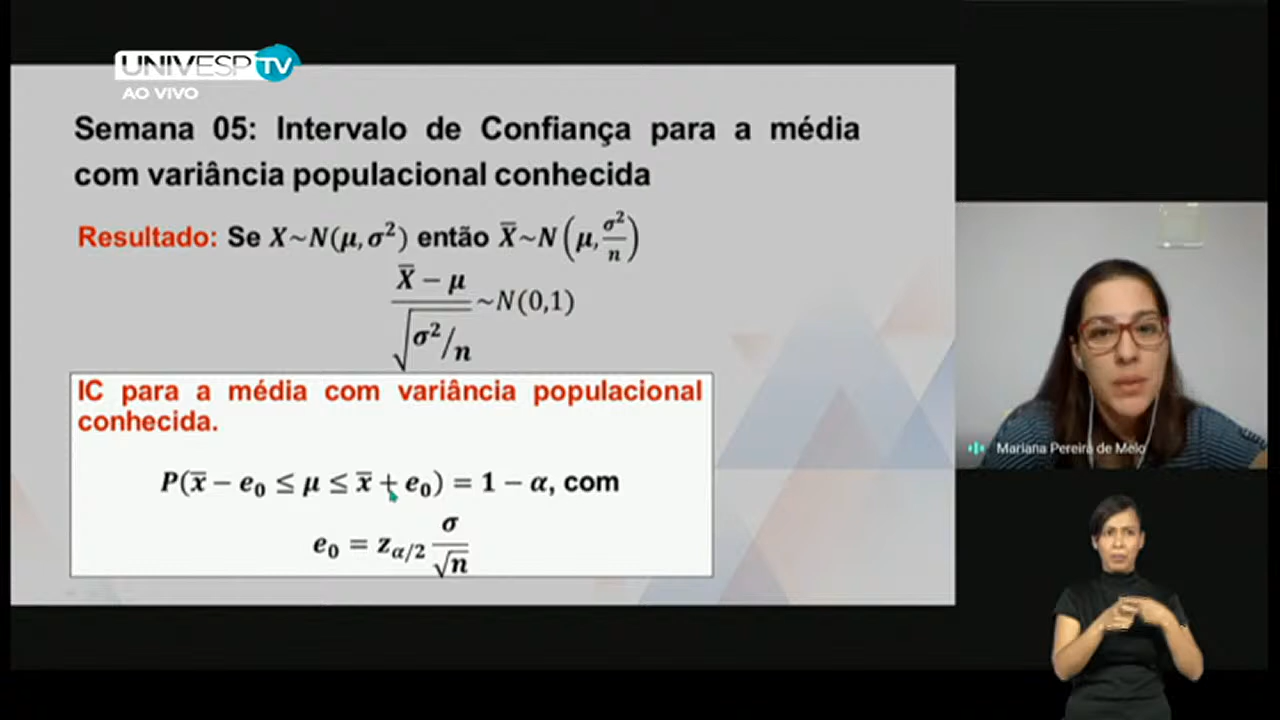 UNIVESP TV
AO VIVO
Semana 05: Intervalo de Confiança para a média
com variância populacional conhecida
Resultado: Se X~N(μ, σ²) então X̅~N(μ, σ²/n)
(X̅ − μ)/√(σ²/n) ~N(0,1)
IC para a média com variância populacional
conhecida.
P(x̅ − e₀ ≤ μ ≤ x̅ + e₀) = 1 − α, com
e₀ = z_{α/2} σ/√n
Mariana Pereira de Melo